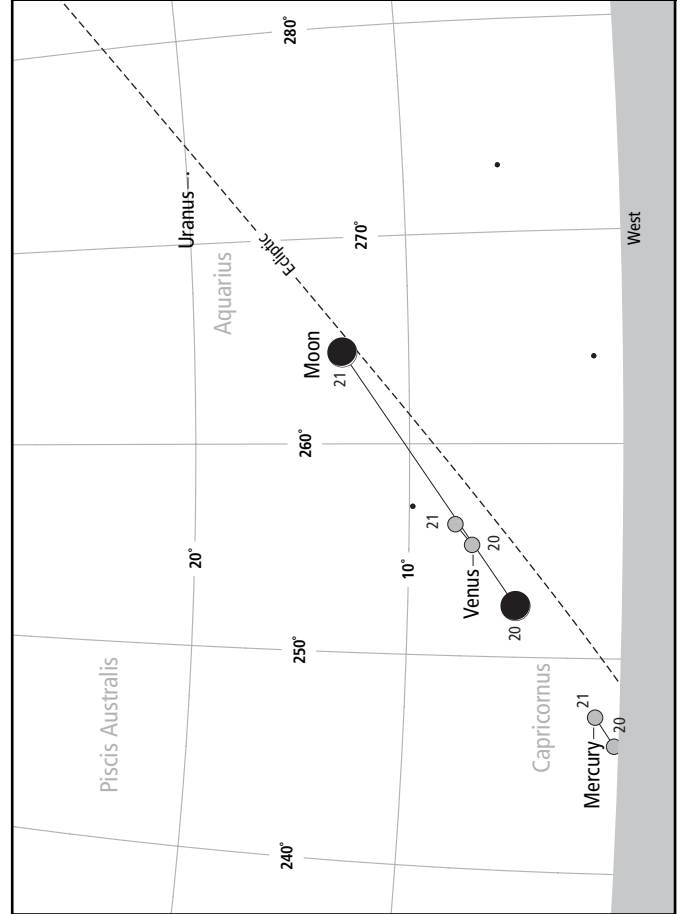 280°
Uranus
270°
Ecliptic
West
Aquarius
Moon
21
260°
20°
10°
21
20
Venus
20
250°
Piscis Australis
Capricornus
21
20
Mercury
240°